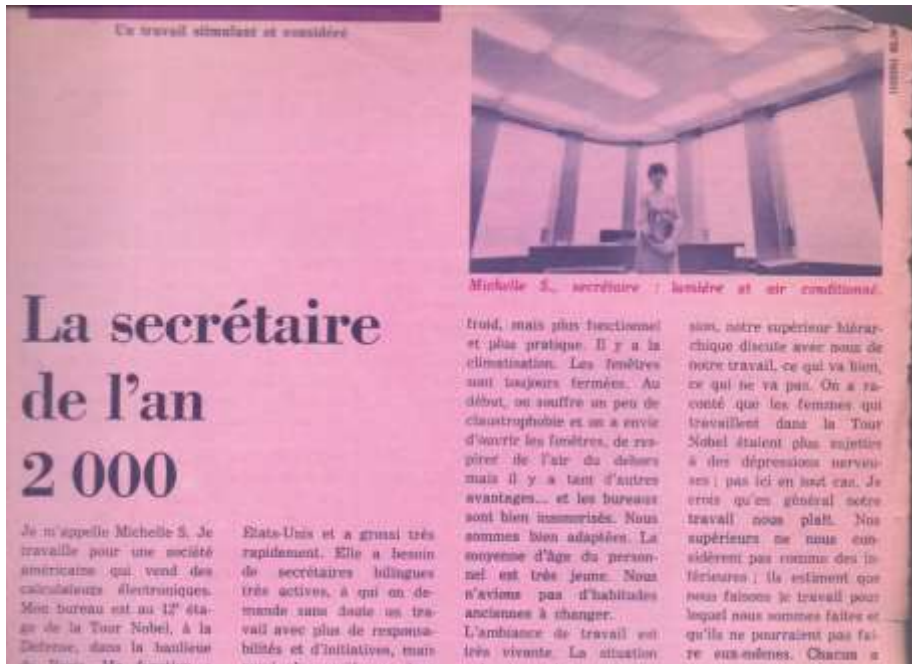 Un travail stimulant et considéré
Michelle S., secrétaire : lumière et air conditionné.
La secrétaire
de l'an
2 000
Je m'appelle Michelle S. Je
travaille pour une société
américaine qui vend des
calculateurs électroniques.
Mon bureau est au 12e éta-
ge de la Tour Nobel, à la
Défense, dans la banlieue
Etats-Unis et a grossi très
rapidement. Elle a besoin
de secrétaires bilingues
très actives, à qui on de-
mande sans doute un tra-
vail avec plus de responsa-
bilités et d'initiatives, mais
froid, mais plus fonctionnel
et plus pratique. Il y a la
climatisation. Les fenêtres
sont toujours fermées. Au
début, on souffre un peu de
claustrophobie et on a envie
d'ouvrir les fenêtres, de res-
pirer de l'air du dehors
mais il y a tant d'autres
avantages... et les bureaux
sont bien insonorisés. Nous
sommes bien adaptées. La
moyenne d'âge du person-
nel est très jeune. Nous
n'avions pas d'habitudes
anciennes à changer.
L'ambiance de travail est
très vivante. La situation
sion, notre supérieur hiérar-
chique discute avec nous de
notre travail, ce qui va bien,
ce qui ne va pas. On a ra-
conté que les femmes qui
travaillent dans la Tour
Nobel étaient plus sujettes
à des dépressions nerveu-
ses ; pas ici en tout cas. Je
crois qu'en général notre
travail nous plaît. Nos
supérieurs ne nous con-
sidèrent pas comme des in-
férieures ; ils estiment que
nous faisons le travail pour
lequel nous sommes faites et
qu'ils ne pourraient pas fai-
re eux-mêmes. Chacun a